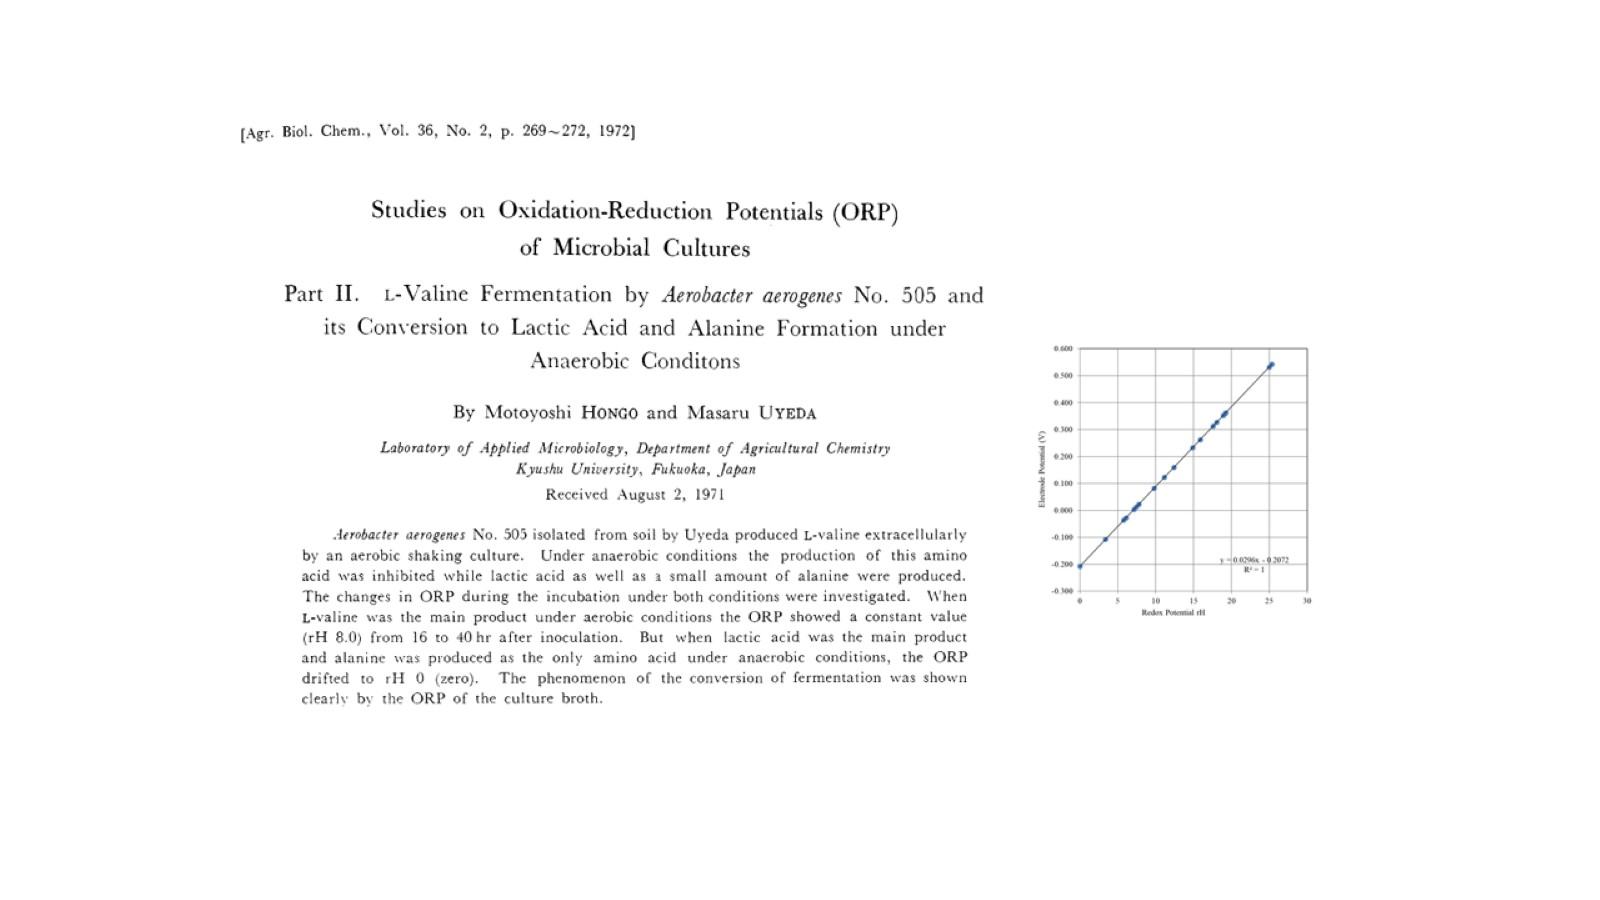 [Agr. Biol. Chem., Vol. 36, No. 2, p. 269~272, 1972]
Studies on Oxidation-Reduction Potentials (ORP)
of Microbial Cultures
Part II. L-Valine Fermentation by Aerobacter aerogenes No. 505 and
its Conversion to Lactic Acid and Alanine Formation under
Anaerobic Conditons
By Motoyoshi HONGO and Masaru UYEDA
Laboratory of Applied Microbiology, Department of Agricultural Chemistry
Kyushu University, Fukuoka, Japan
Received August 2, 1971
Aerobacter aerogenes No. 505 isolated from soil by Uyeda produced L-valine extracellularly
by an aerobic shaking culture. Under anaerobic conditions the production of this amino
acid was inhibited while lactic acid as well as a small amount of alanine were produced.
The changes in ORP during the incubation under both conditions were investigated. When
L-valine was the main product under aerobic conditions the ORP showed a constant value
(rH 8.0) from 16 to 40 hr after inoculation. But when lactic acid was the main product
and alanine was produced as the only amino acid under anaerobic conditions, the ORP
drifted to rH 0 (zero). The phenomenon of the conversion of fermentation was shown
clearly by the ORP of the culture broth.
0.600
0.500
0.400
0.300
0.200
0.100
0.000
-0.100
-0.200
-0.300
Electrode Potential (V)
y = 0.0296x - 0.2072
R² = 1
0 5 10 15 20 25 30
Redox Potential rH